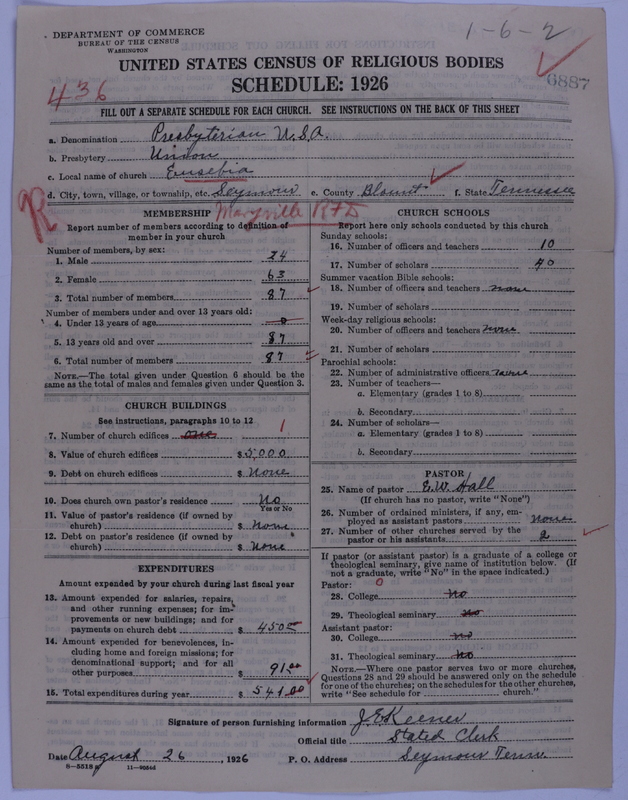 DEPARTMENT OF COMMERCE
BUREAU OF THE CENSUS
WASHINGTON
1-6-2
UNITED STATES CENSUS OF RELIGIOUS BODIES
SCHEDULE: 1926
6887
436
FILL OUT A SEPARATE SCHEDULE FOR EACH CHURCH. SEE INSTRUCTIONS ON THE BACK OF THIS SHEET
a. Denomination Presbyterian U.S.A.
b. Presbytery Union
c. Local name of church Eusebia
d. City, town, village, or township, etc. Seymour e. County Blount f. State Tennessee
R
Maryville RFD
MEMBERSHIP
Report number of members according to definition of
member in your church
Number of members, by sex:
1. Male 24
2. Female 63
3. Total number of members 87
Number of members under and over 13 years old:
4. Under 13 years of age 0
5. 13 years old and over 87
6. Total number of members 87
NOTE.—The total given under Question 6 should be the
same as the total of males and females given under Question 3.
CHURCH BUILDINGS
See instructions, paragraphs 10 to 12
7. Number of church edifices one 1
8. Value of church edifices $5,000
9. Debt on church edifices $ None
10. Does church own pastor's residence No
Yes or No
11. Value of pastor's residence (if owned by
church) $ None
12. Debt on pastor's residence (if owned by
church) $ None
EXPENDITURES
Amount expended by your church during last fiscal year
13. Amount expended for salaries, repairs,
and other running expenses; for im-
provements or new buildings; and for
payments on church debt $ 450.00
14. Amount expended for benevolences, in-
cluding home and foreign missions; for
denominational support; and for all
other purposes $ 91.00
15. Total expenditures during year $ 541.00
CHURCH SCHOOLS
Report here only schools conducted by this church
Sunday schools:
16. Number of officers and teachers 10
17. Number of scholars 40
Summer vacation Bible schools:
18. Number of officers and teachers none
19. Number of scholars
Week-day religious schools:
20. Number of officers and teachers none
21. Number of scholars
Parochial schools:
22. Number of administrative officers none
23. Number of teachers—
a. Elementary (grades 1 to 8)
b. Secondary
24. Number of scholars—
a. Elementary (grades 1 to 8)
b. Secondary
PASTOR
25. Name of pastor E.W. Hall
(If church has no pastor, write "None")
26. Number of ordained ministers, if any, em-
ployed as assistant pastors none
27. Number of other churches served by the
pastor or his assistants 2
If pastor (or assistant pastor) is a graduate of a college or
theological seminary, give name of institution below. (If
not a graduate, write "No" in the space indicated.)
Pastor: 0
28. College no
29. Theological seminary no
Assistant pastor:
30. College no
31. Theological seminary no
NOTE.—Where one pastor serves two or more churches,
Questions 28 and 29 should be answered only on the schedule
for one of the churches; on the schedules for the other churches,
write "See schedule for church."
Signature of person furnishing information J.E. Keener
Official title Stated Clerk
Date August 26, 1926 P. O. Address Seymour Tenn.